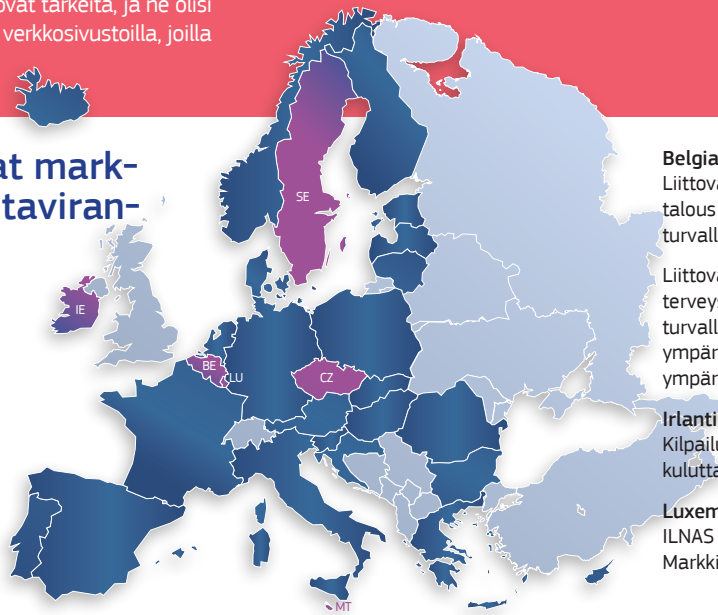 ovat tärkeitä, ja ne olisi
verkkosivustoilla, joilla
at mark-
taviran-
SE
IE
BE
LU
CZ
MT
Belgia
Liittova
talous
turvall
Liittova
terveys
turvall
ympär
ympär
Irlanti
Kilpailu
kulutta
Luxem
ILNAS
Markki